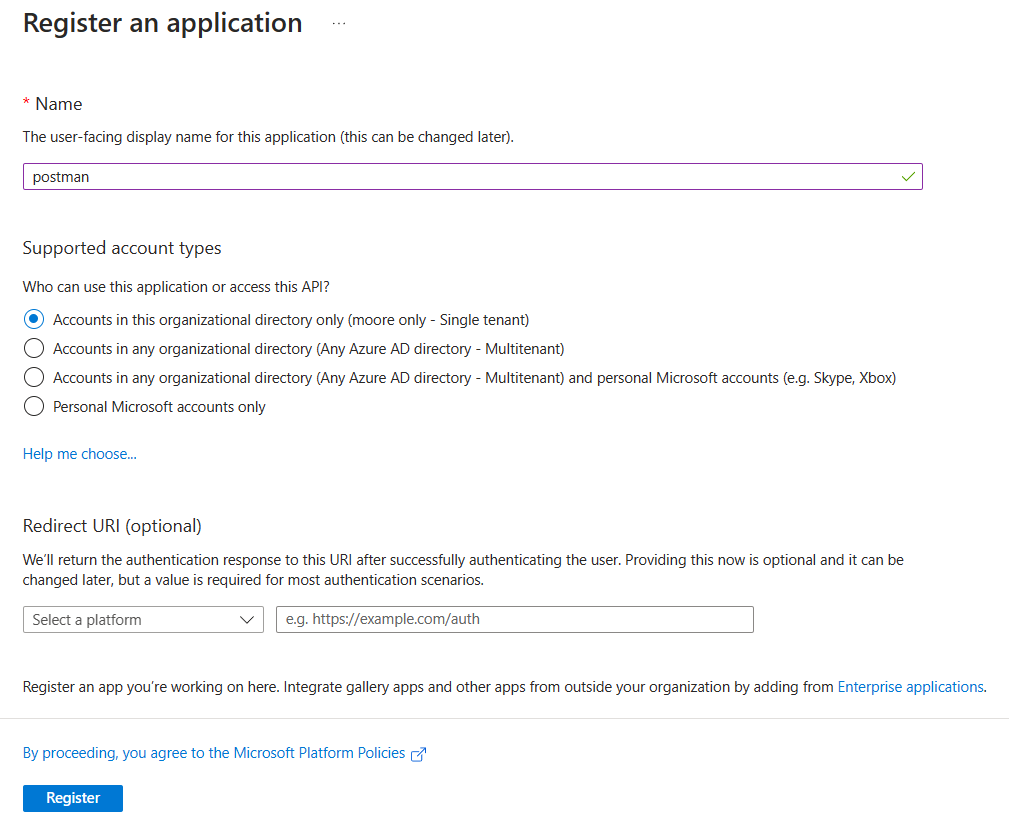 Register an application ...
* Name
The user-facing display name for this application (this can be changed later).
postman
Supported account types
Who can use this application or access this API?
Accounts in this organizational directory only (moore only - Single tenant)
Accounts in any organizational directory (Any Azure AD directory - Multitenant)
Accounts in any organizational directory (Any Azure AD directory - Multitenant) and personal Microsoft accounts (e.g. Skype, Xbox)
Personal Microsoft accounts only
Help me choose...
Redirect URI (optional)
We'll return the authentication response to this URI after successfully authenticating the user. Providing this now is optional and it can be
changed later, but a value is required for most authentication scenarios.
Select a platform e.g. https://example.com/auth
Register an app you're working on here. Integrate gallery apps and other apps from outside your organization by adding from Enterprise applications.
By proceeding, you agree to the Microsoft Platform Policies
Register